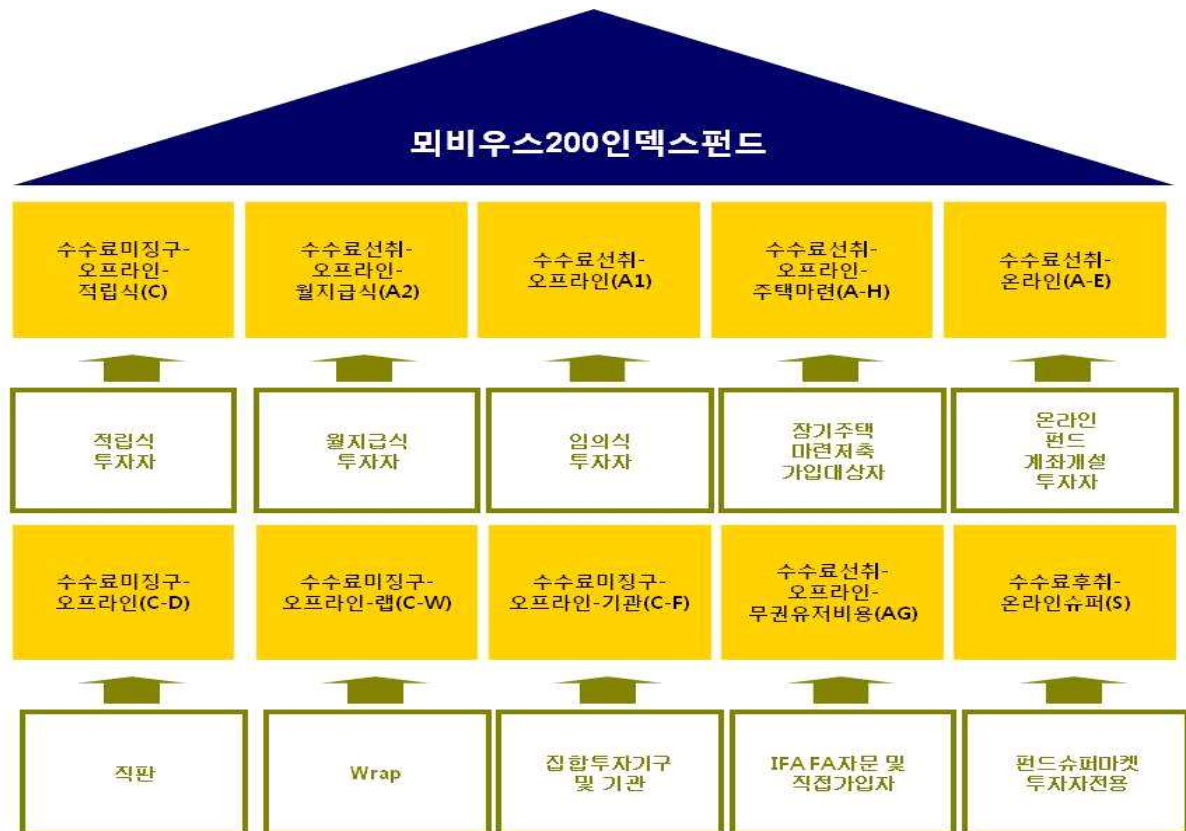 뫼비우스200인덱스펀드
수수료미징구-
오프라인-
적립식(C)
수수료선취-
오프라인-
월지급식(A2)
수수료선취-
오프라인(A1)
수수료선취-
오프라인-
주택마련(A-H)
수수료선취-
온라인(A-E)
적립식
투자자
월지급식
투자자
임의식
투자자
장기주택
마련저축
가입대상자
온라인
펀드
계좌개설
투자자
수수료미징구-
오프라인(C-D)
수수료미징구-
오프라인-랩(C-W)
수수료미징구-
오프라인-기관(C-F)
수수료선취-
오프라인-
무권유저비용(AG)
수수료후취-
온라인슈퍼(S)
직판
Wrap
집합투자기구
및 기관
IFA FA자문 및
직접가입자
펀드슈퍼마켓
투자자전용